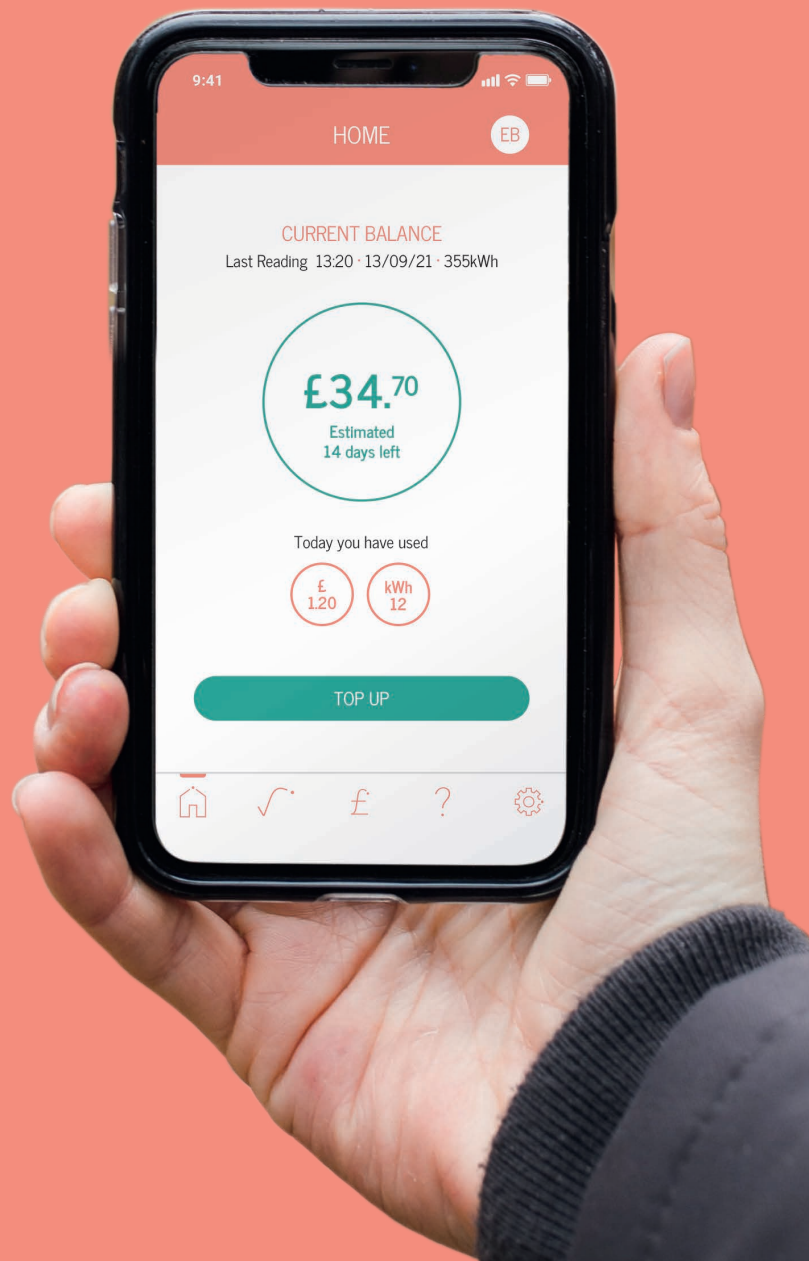 9:41
HOME
EB
CURRENT BALANCE
Last Reading 13:20 · 13/09/21 · 355kWh
£34.70
Estimated
14 days left
Today you have used
£
1.20
kWh
12
TOP UP
£
?